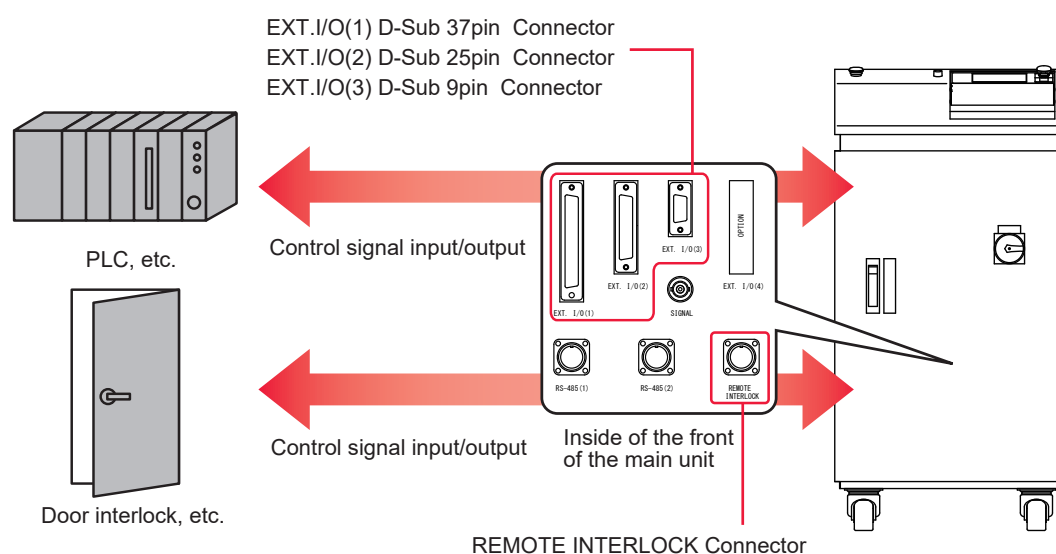 EXT.I/O(1) D-Sub 37pin Connector
EXT.I/O(2) D-Sub 25pin Connector
EXT.I/O(3) D-Sub 9pin Connector
PLC, etc.
Control signal input/output
EXT. I/O(3)
OPTION
EXT. I/O(2)
EXT. I/O(4)
EXT. I/O(1)
SIGNAL
RS-485(1)
RS-485(2)
REMOTE
INTERLOCK
Control signal input/output
Inside of the front
of the main unit
Door interlock, etc.
REMOTE INTERLOCK Connector